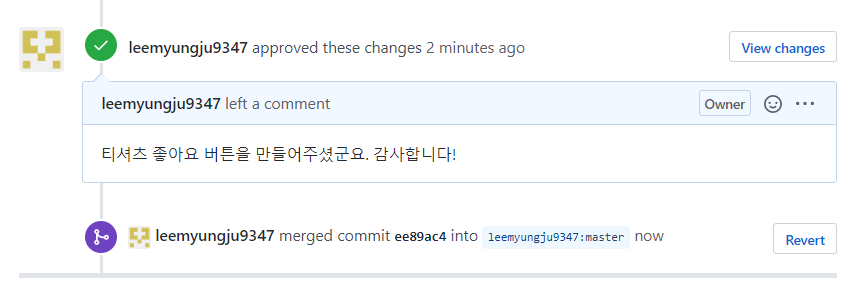 leemyungju9347 approved these changes 2 minutes ago View changes
leemyungju9347 left a comment Owner
티셔츠 좋아요 버튼을 만들어주셨군요. 감사합니다!
leemyungju9347 merged commit ee89ac4 into leemyungju9347:master now Revert